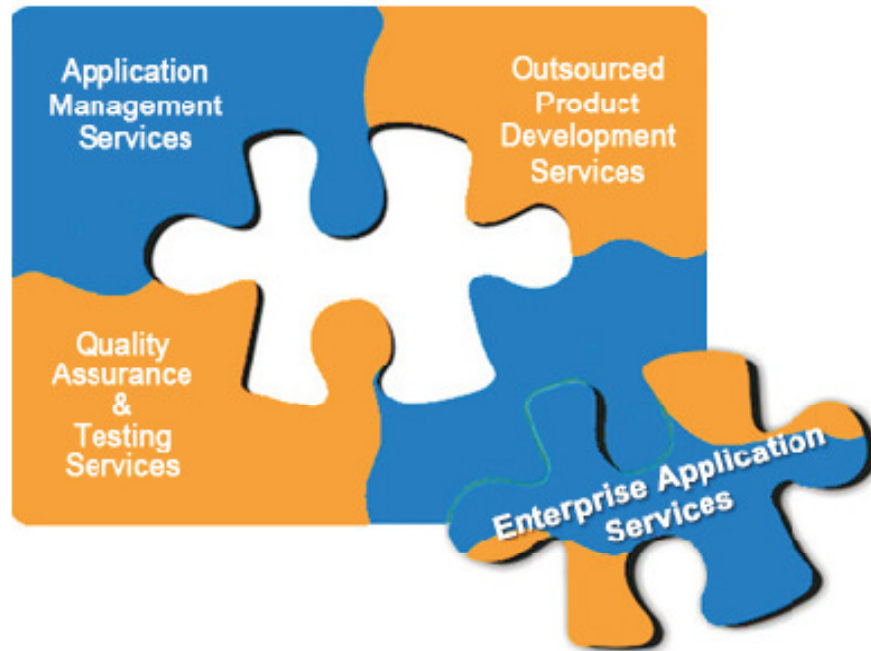 Application
Management
Services
Outsourced
Product
Development
Services
Quality
Assurance
&
Testing
Services
Enterprise Application
Services